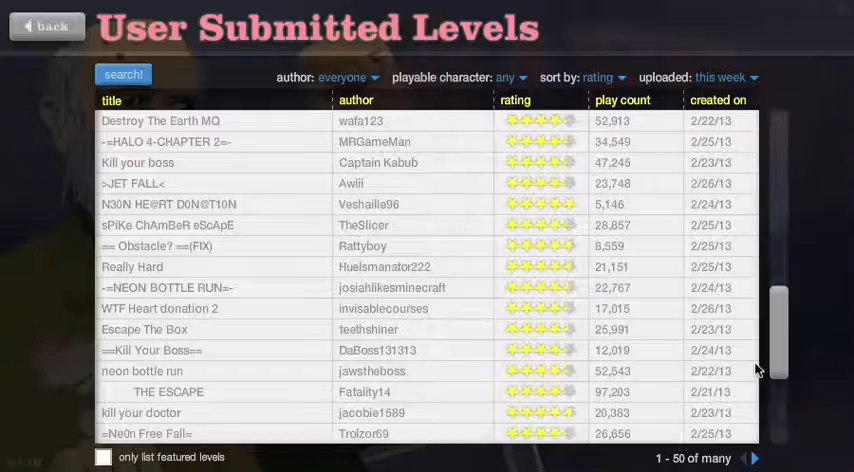 back
User Submitted Levels
search! author: everyone playable character: any sort by: rating uploaded: this week
title author rating play count created on
Destroy The Earth MQ wafa123 52,913 2/22/13
-=HALO 4-CHAPTER 2=- MRGameMan 34,549 2/25/13
Kill your boss Captain Kabub 47,245 2/23/13
>JET FALL< Awiii 23,748 2/26/13
N30N HE@RT D0N@T10N Veshaille96 5,146 2/24/13
sPiKe ChAmBeR eScApE TheSlicer 28,857 2/25/13
== Obstacle? ==(FIX) Rattyboy 8,559 2/25/13
Really Hard Huelsmanator222 21,151 2/25/13
-=NEON BOTTLE RUN=- josiahlikesminecraft 22,767 2/24/13
WTF Heart donation 2 invisablecourses 17,015 2/26/13
Escape The Box teethshiner 25,991 2/23/13
==Kill Your Boss== DaBoss131313 12,019 2/24/13
neon bottle run jawstheboss 52,543 2/22/13
THE ESCAPE Fatality14 97,203 2/21/13
kill your doctor jacobie1589 20,383 2/23/13
=Ne0n Free Fall= Trolzor69 26,656 2/25/13
only list featured levels 1 - 50 of many